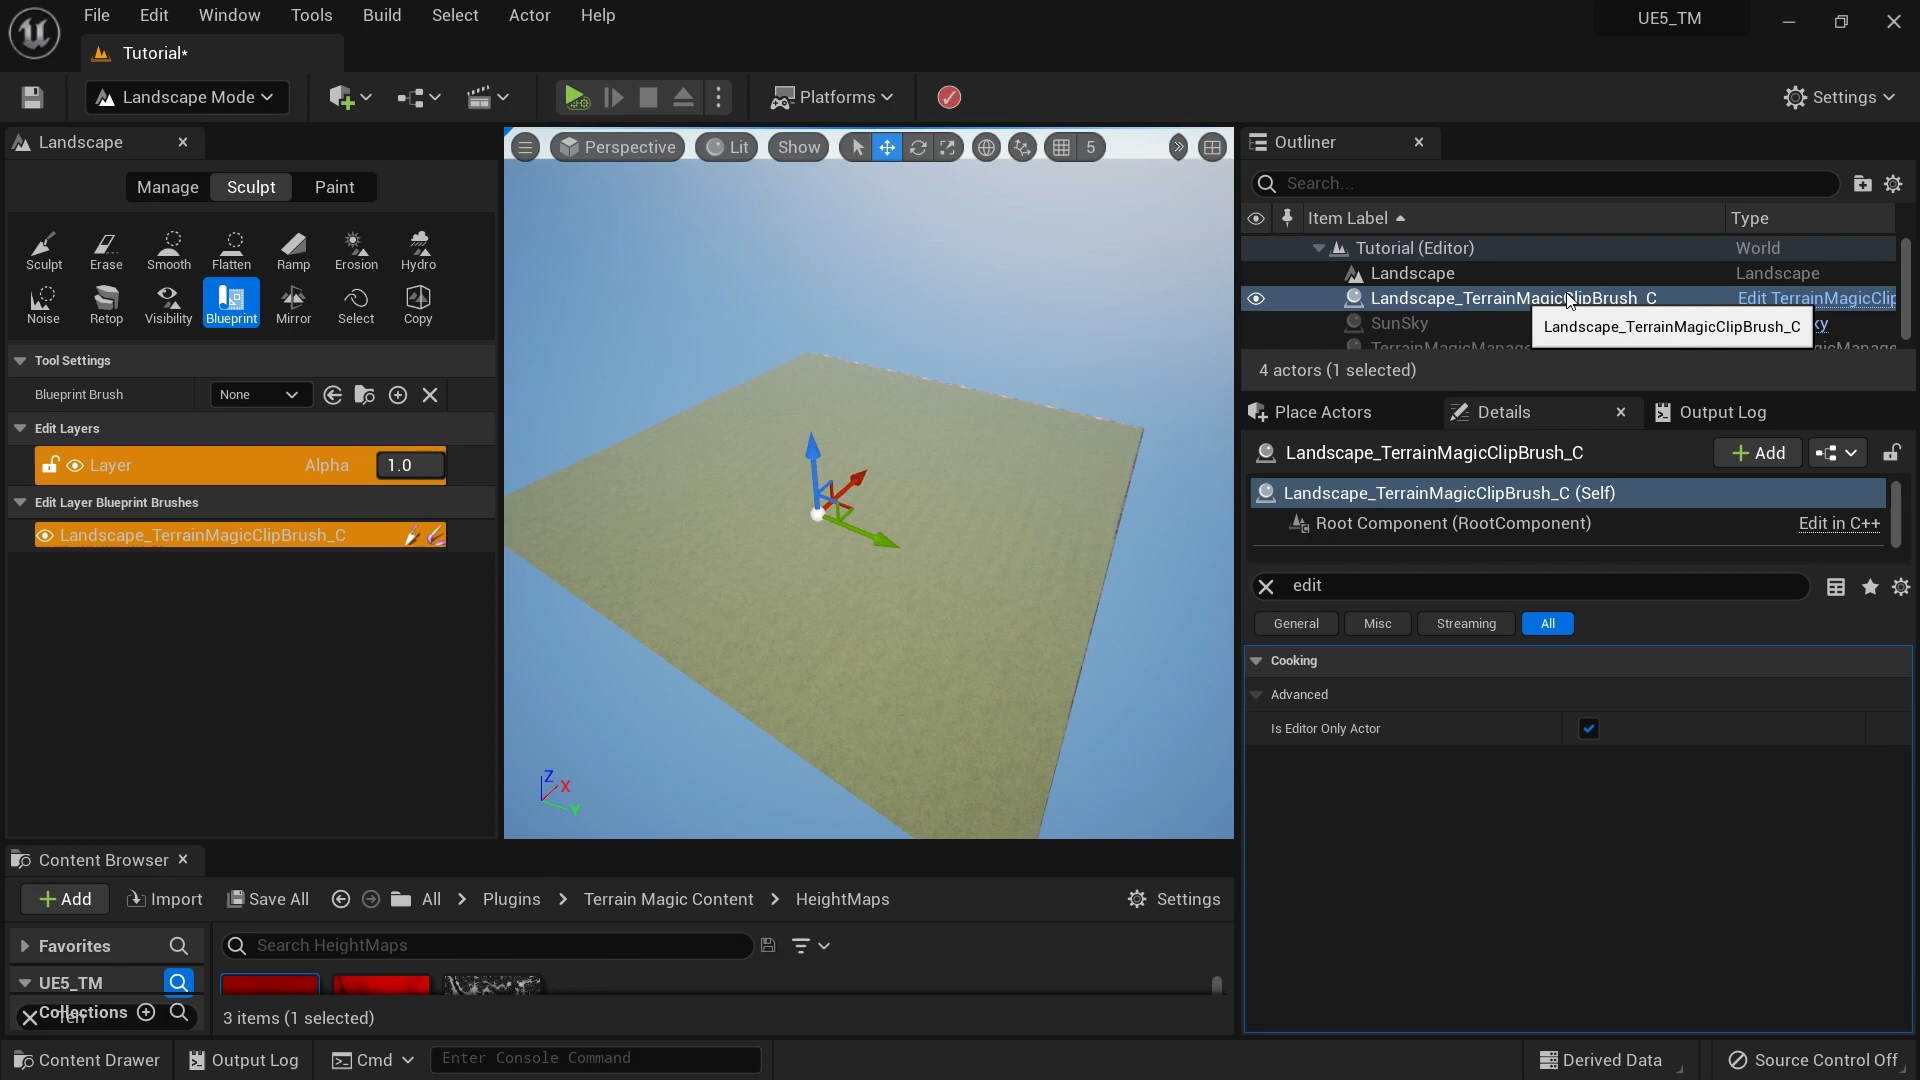 File Edit Window Tools Build Select Actor Help
UE5_TM
Tutorial*
Landscape Mode
Platforms
Settings
Landscape
Manage Sculpt Paint
Sculpt Erase Smooth Flatten Ramp Erosion Hydro
Noise Retop Visibility Blueprint Mirror Select Copy
Tool Settings
Blueprint Brush None
Edit Layers
Layer Alpha 1.0
Edit Layer Blueprint Brushes
Landscape_TerrainMagicClipBrush_C
Perspective Lit Show 5
Z
X
Y
Outliner
Search...
Item Label Type
Tutorial (Editor) World
Landscape Landscape
Landscape_TerrainMagicClipBrush_C Edit TerrainMagicClip
SunSky ky
Landscape_TerrainMagicClipBrush_C
TerrainMagicManage gicManage
4 actors (1 selected)
Place Actors Details Output Log
Landscape_TerrainMagicClipBrush_C Add
Landscape_TerrainMagicClipBrush_C (Self)
Root Component (RootComponent) Edit in C++
edit
General Misc Streaming All
Cooking
Advanced
Is Editor Only Actor
Content Browser
Add Import Save All All > Plugins > Terrain Magic Content > HeightMaps Settings
Favorites Search HeightMaps
UE5_TM
Collections
3 items (1 selected)
Content Drawer Output Log Cmd Enter Console Command Derived Data Source Control Off